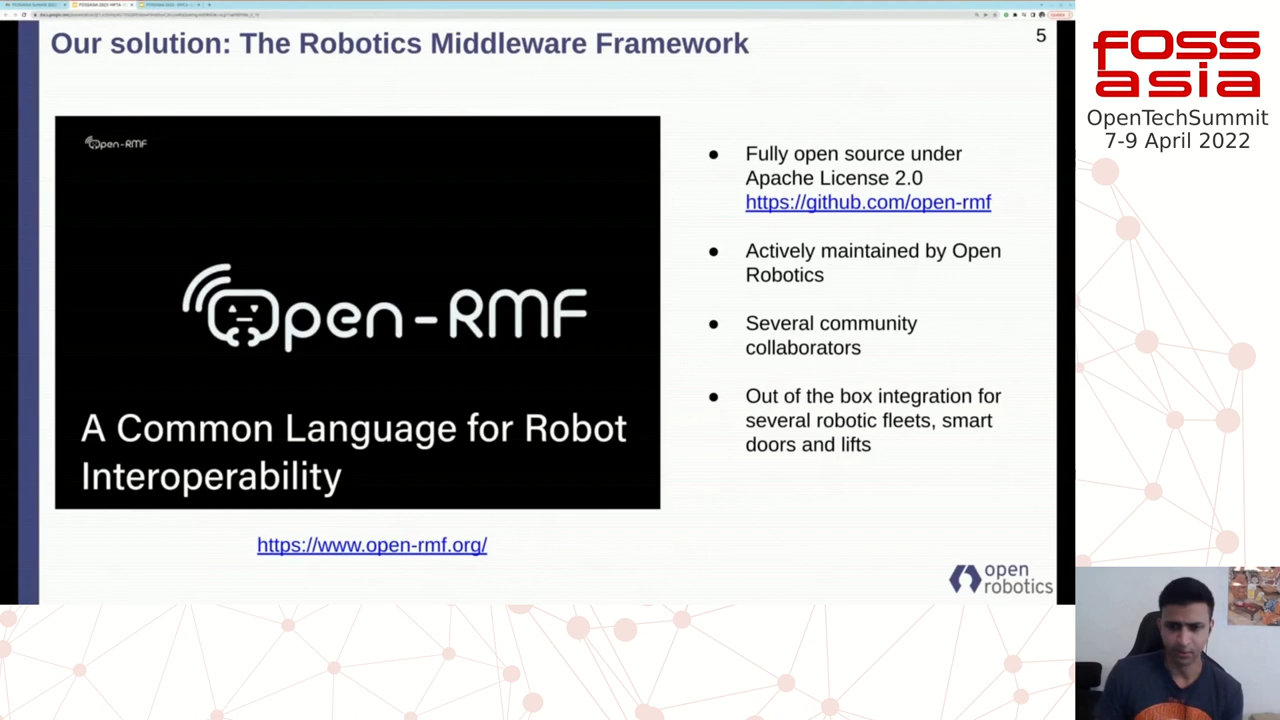 Our solution: The Robotics Middleware Framework
5
Open-RMF
Open-RMF
A Common Language for Robot
Interoperability
https://www.open-rmf.org/
● Fully open source under
Apache License 2.0
https://github.com/open-rmf
● Actively maintained by Open
Robotics
● Several community
collaborators
● Out of the box integration for
several robotic fleets, smart
doors and lifts
open
robotics
FOSS
asia
OpenTechSummit
7-9 April 2022